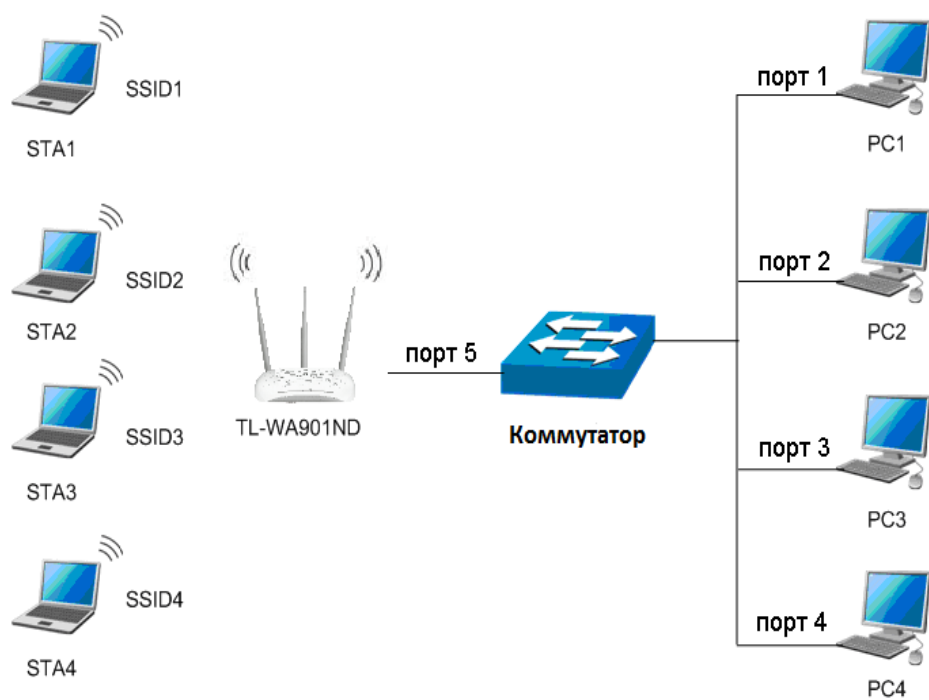 SSID1
STA1
SSID2
STA2
SSID3
STA3
SSID4
STA4
TL-WA901ND
порт 5
Коммутатор
порт 1
PC1
порт 2
PC2
порт 3
PC3
порт 4
PC4